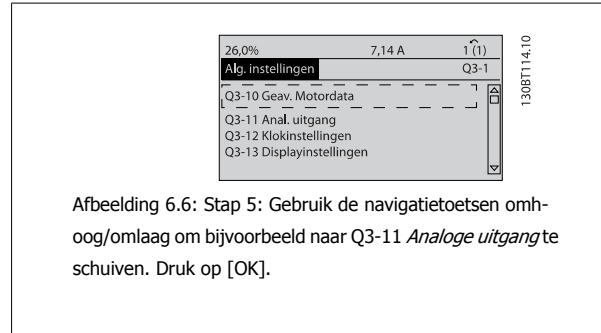 26,0% 7,14 A 1 (1)
Alg. instellingen Q3-1
Q3-10 Geav. Motordata
Q3-11 Anal. uitgang
Q3-12 Klokinstellingen
Q3-13 Displayinstellingen
130BT114.10
Afbeelding 6.6: Stap 5: Gebruik de navigatietoetsen omh-
oog/omlaag om bijvoorbeeld naar Q3-11 Analoge uitgang te
schuiven. Druk op [OK].